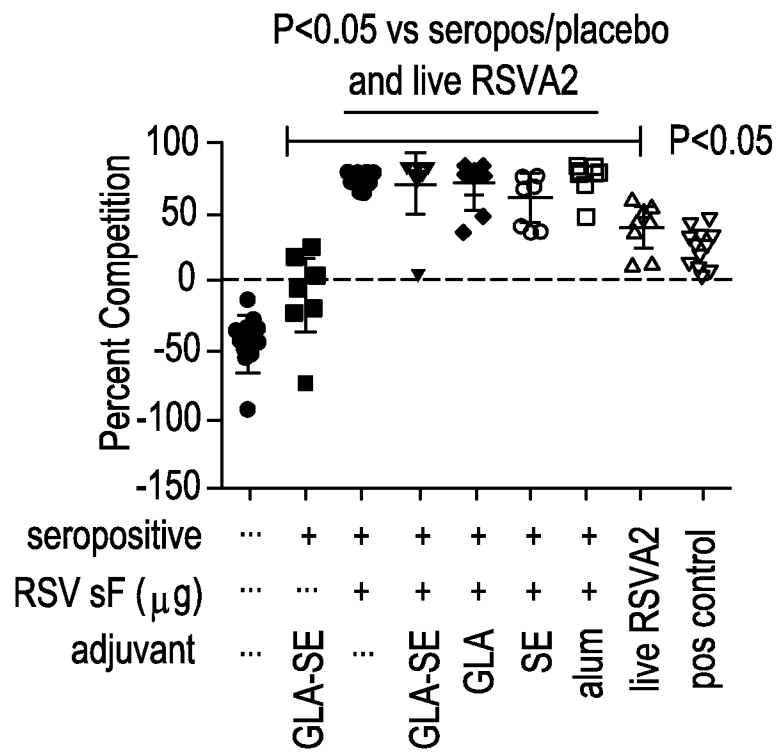 P<0.05 vs seropos/placebo
and live RSVA2
P<0.05
Percent Competition
100
50
0
-50
-100
-150
seropositive ... + + + + + +
RSV sF (μg) ... ... + + + + +
adjuvant ... GLA-SE ... GLA-SE GLA SE alum live RSVA2 pos control